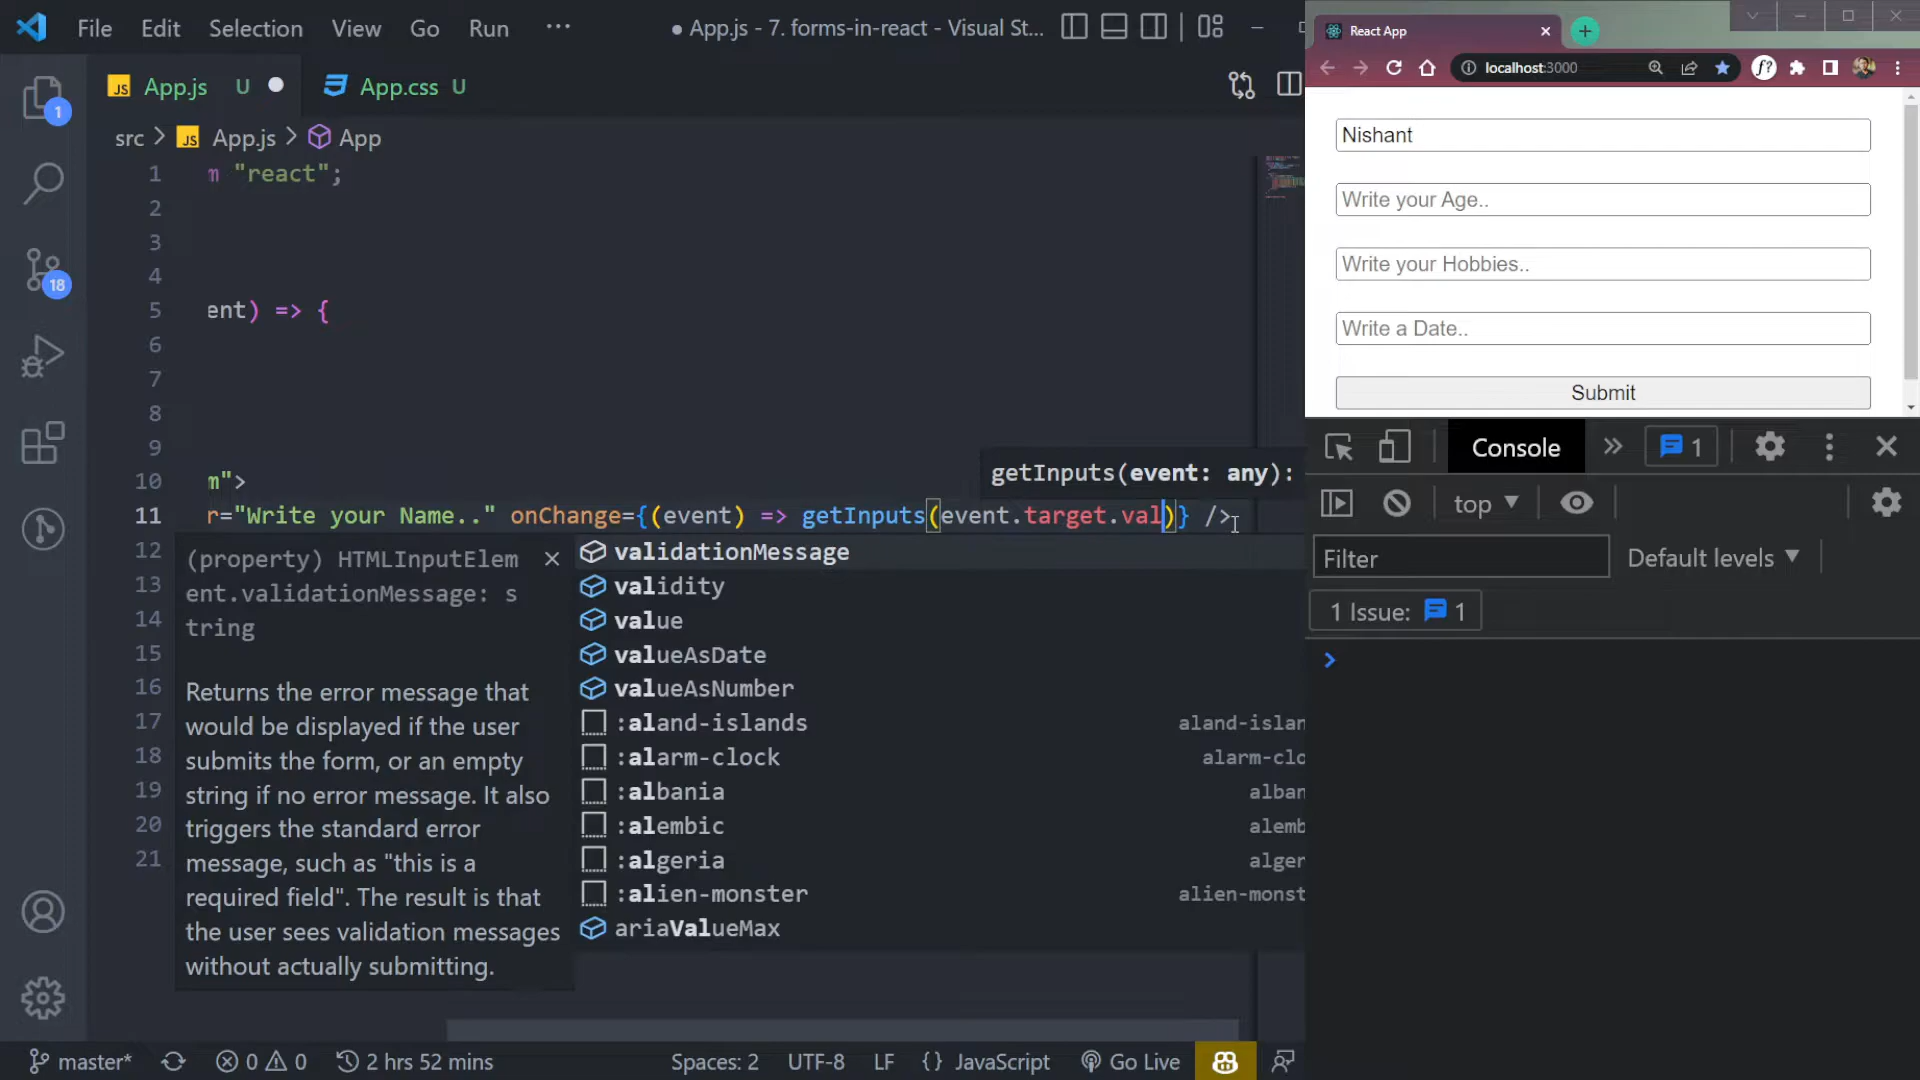 File Edit Selection View Go Run ··· ● App.js - 7. forms-in-react - Visual St...
JS App.js U ● App.css U
src > JS App.js > App
1 m "react";
2
3
4
5 ent) => {
6
7
8
9
getInputs(event: any):
10 m">
11 r="Write your Name.." onChange={(event) => getInputs(event.target.val)} />
12
13
14
15
16
17
18
19
20
21
(property) HTMLInputElem
ent.validationMessage: s
tring
Returns the error message that
would be displayed if the user
submits the form, or an empty
string if no error message. It also
triggers the standard error
message, such as "this is a
required field". The result is that
the user sees validation messages
without actually submitting.
validationMessage
validity
value
valueAsDate
valueAsNumber
:aland-islands aland-islan
:alarm-clock alarm-clo
:albania alban
:alembic alemb
:algeria alger
:alien-monster alien-monst
ariaValueMax
1
18
master* 0 0 2 hrs 52 mins Spaces: 2 UTF-8 LF {} JavaScript Go Live
React App
localhost:3000 f?
Nishant
Write your Age..
Write your Hobbies..
Write a Date..
Submit
Console » 1
top ▼
Filter Default levels ▼
1 Issue: 1
>